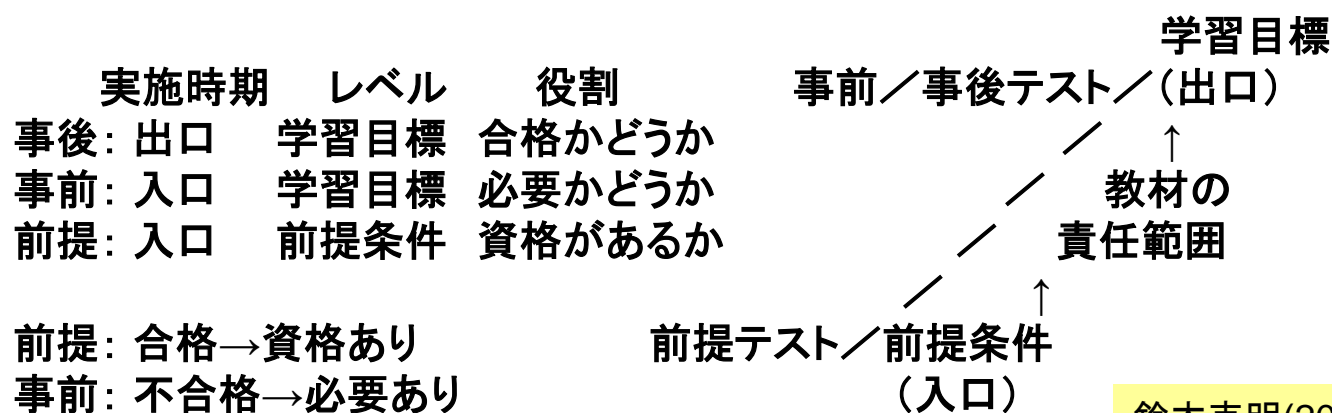 学習目標
実施時期 レベル 役割 事前／事後テスト／（出口）
事後：出口 学習目標 合格かどうか ／ ↑
事前：入口 学習目標 必要かどうか ／ 教材の
前提：入口 前提条件 資格があるか ／ 責任範囲
／ ↑
前提：合格→資格あり 前提テスト／前提条件
事前：不合格→必要あり （入口）